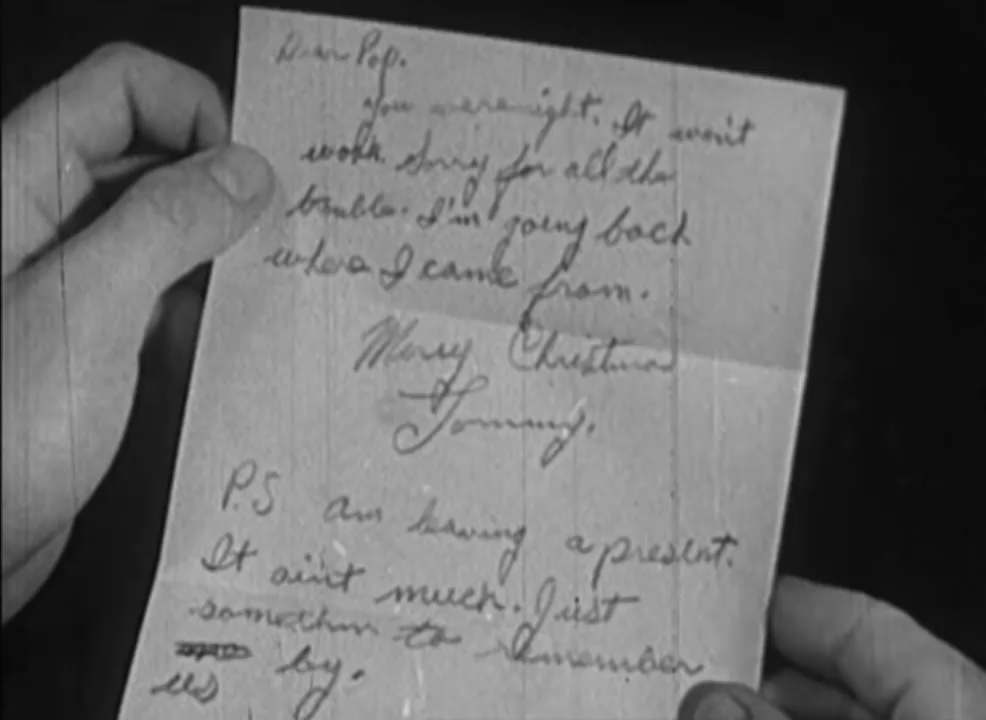 Dear Pop.
You were right. It won't
work. Sorry for all the
trouble. I'm going back
where I came from.
Merry Christmas
Tommy.
P.S am leaving a present.
It ain't much. Just
somethin to remember
by.
us